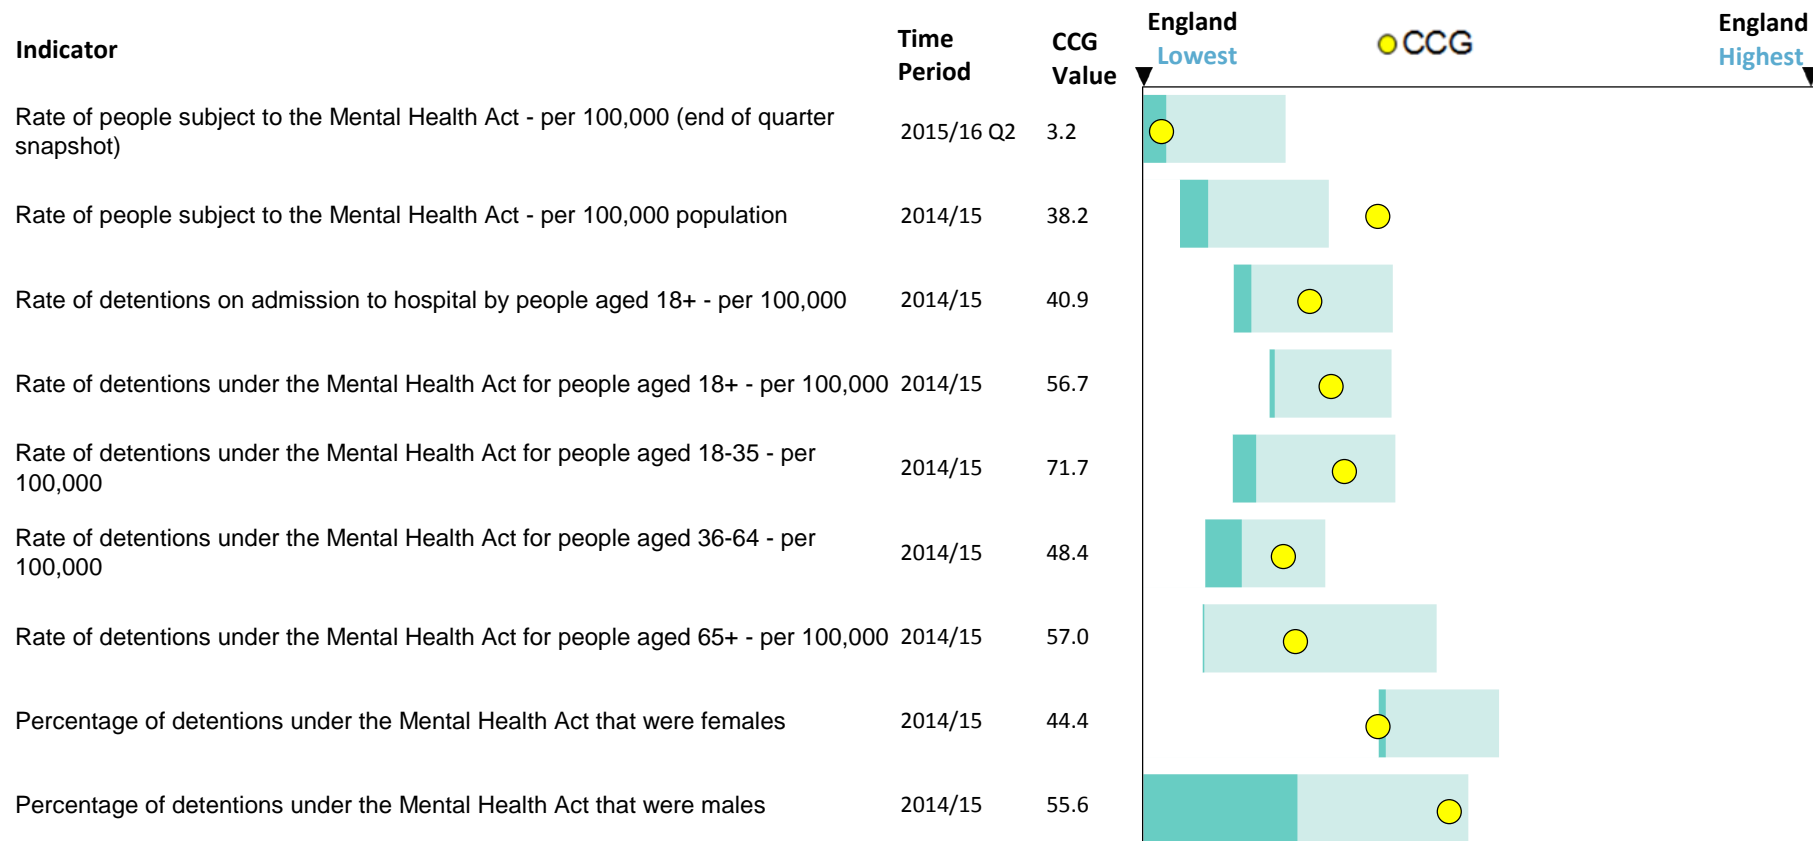 Indicator
Time
Period
CCG
Value
England
Lowest
CCG
England
Highest
Rate of people subject to the Mental Health Act - per 100,000 (end of quarter
snapshot)
2015/16 Q2
3.2
Rate of people subject to the Mental Health Act - per 100,000 population
2014/15
38.2
Rate of detentions on admission to hospital by people aged 18+ - per 100,000
2014/15
40.9
Rate of detentions under the Mental Health Act for people aged 18+ - per 100,000
2014/15
56.7
Rate of detentions under the Mental Health Act for people aged 18-35 - per
100,000
2014/15
71.7
Rate of detentions under the Mental Health Act for people aged 36-64 - per
100,000
2014/15
48.4
Rate of detentions under the Mental Health Act for people aged 65+ - per 100,000
2014/15
57.0
Percentage of detentions under the Mental Health Act that were females
2014/15
44.4
Percentage of detentions under the Mental Health Act that were males
2014/15
55.6